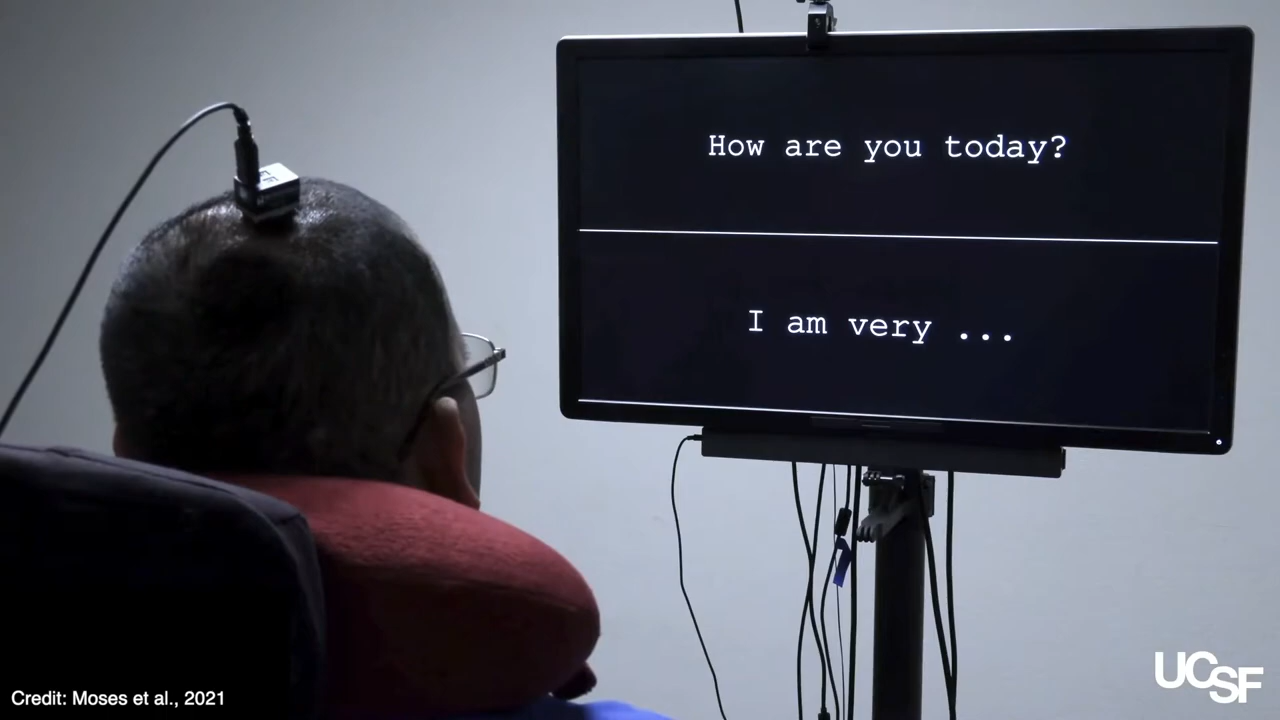 How are you today?
I am very ...
Credit: Moses et al., 2021
UCSF